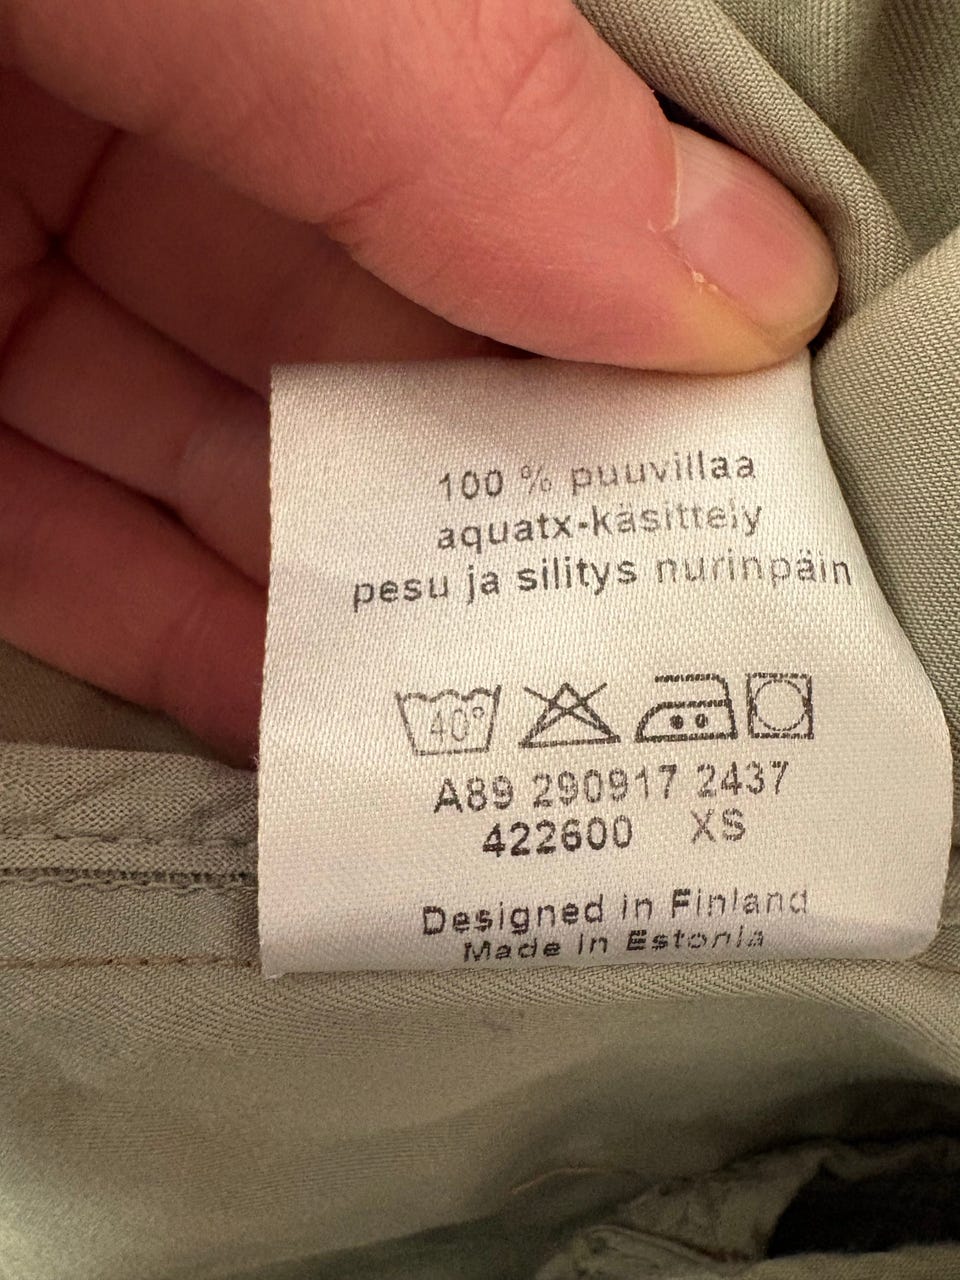 100 % puuvillaa
aquatx-käsittely
pesu ja silitys nurinpäin
40°
A89 290917 2437
422600 XS
Designed in Finland
Made in Estonia